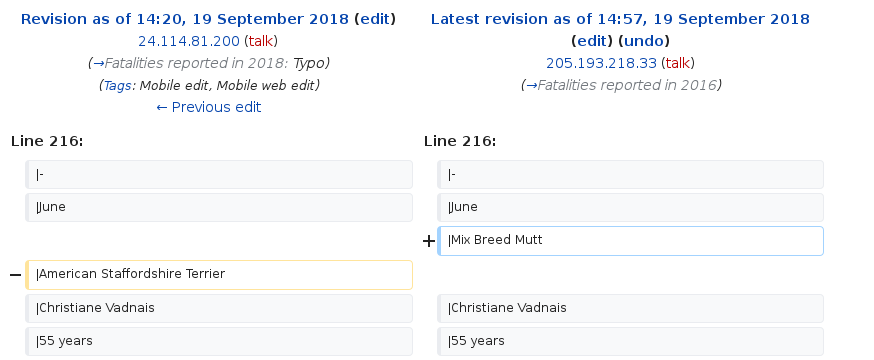 Revision as of 14:20, 19 September 2018 (edit)
24.114.81.200 (talk)
(→Fatalities reported in 2018: Typo)
(Tags: Mobile edit, Mobile web edit)
← Previous edit
Latest revision as of 14:57, 19 September 2018
(edit) (undo)
205.193.218.33 (talk)
(→Fatalities reported in 2016)
Line 216:
Line 216:
|-
|-
|June
|June
+ |Mix Breed Mutt
− |American Staffordshire Terrier
|Christiane Vadnais
|Christiane Vadnais
|55 years
|55 years